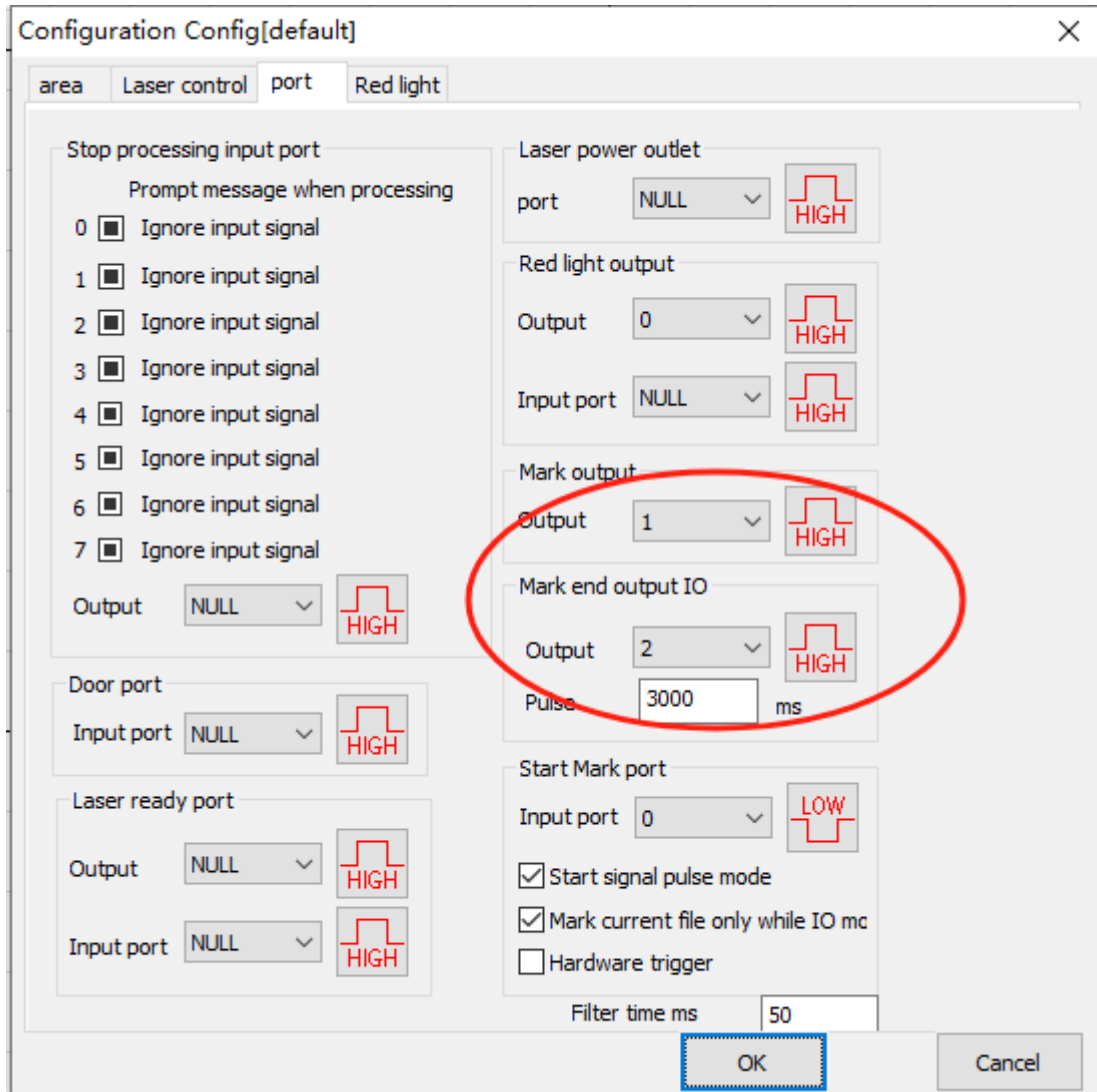 Configuration Config[default]
area Laser control port Red light
Stop processing input port
Prompt message when processing
0 Ignore input signal
1 Ignore input signal
2 Ignore input signal
3 Ignore input signal
4 Ignore input signal
5 Ignore input signal
6 Ignore input signal
7 Ignore input signal
Output NULL HIGH
Door port
Input port NULL HIGH
Laser ready port
Output NULL HIGH
Input port NULL HIGH
Laser power outlet
port NULL HIGH
Red light output
Output 0 HIGH
Input port NULL HIGH
Mark output
Output 1 HIGH
Mark end output IO
Output 2 HIGH
Pulse 3000 ms
Start Mark port
Input port 0 LOW
Start signal pulse mode
Mark current file only while IO mo
Hardware trigger
Filter time ms 50
OK Cancel